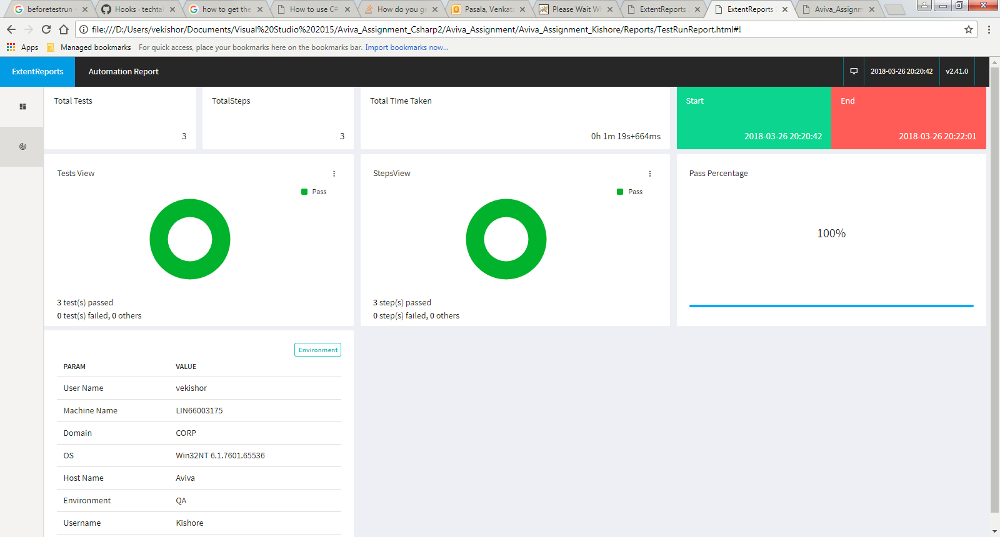 beforetestrun -
Hooks · techtal
how to get the
How to use C#
How do you ge
Pasala, Venkata
Please Wait Wh
ExtentReports
ExtentReports
Aviva_Assignm
file:///D:/Users/vekishor/Documents/Visual%20Studio%202015/Aviva_Assignment_Csharp2/Aviva_Assignment/Aviva_Assignment_Kishore/Reports/TestRunReport.html#!
Apps Managed bookmarks For quick access, place your bookmarks here on the bookmarks bar. Import bookmarks now...
ExtentReports Automation Report 2018-03-26 20:20:42 v2.41.0
Total Tests
3
TotalSteps
3
Total Time Taken
0h 1m 19s+664ms
Start
2018-03-26 20:20:42
End
2018-03-26 20:22:01
Tests View
Pass
3 test(s) passed
0 test(s) failed, 0 others
StepsView
Pass
3 step(s) passed
0 step(s) failed, 0 others
Pass Percentage
100%
Environment
PARAM VALUE
User Name vekishor
Machine Name LIN66003175
Domain CORP
OS Win32NT 6.1.7601.65536
Host Name Aviva
Environment QA
Username Kishore